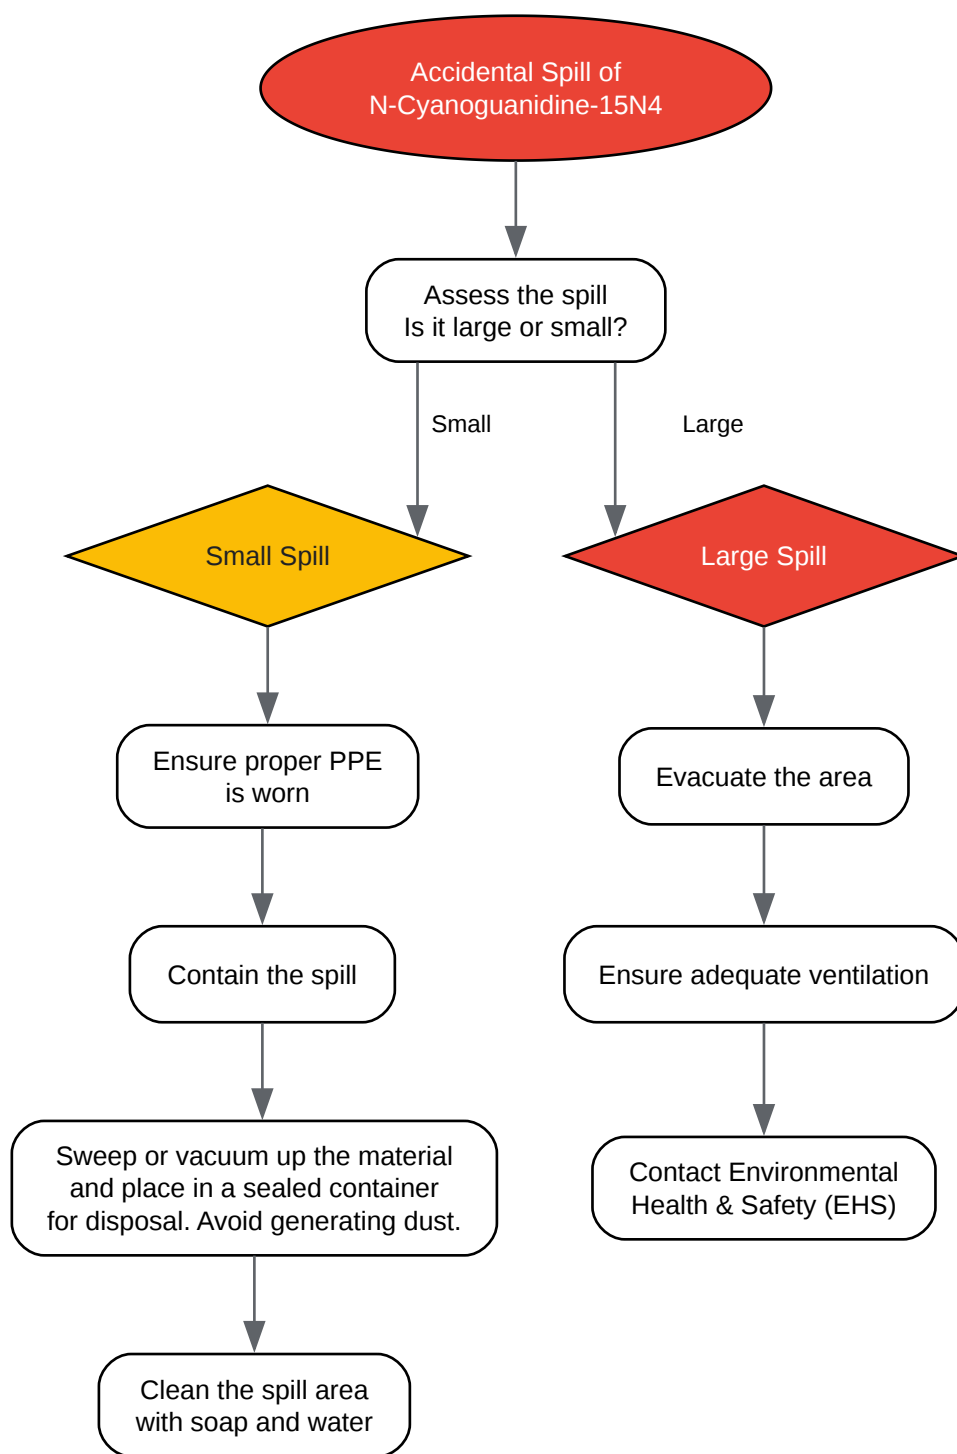 Accidental Spill of
N-Cyanoguanidine-15N4
Assess the spill
Is it large or small?
Small
Large
Small Spill
Large Spill
Ensure proper PPE
is worn
Evacuate the area
Contain the spill
Ensure adequate ventilation
Sweep or vacuum up the material
and place in a sealed container
for disposal. Avoid generating dust.
Contact Environmental
Health & Safety (EHS)
Clean the spill area
with soap and water